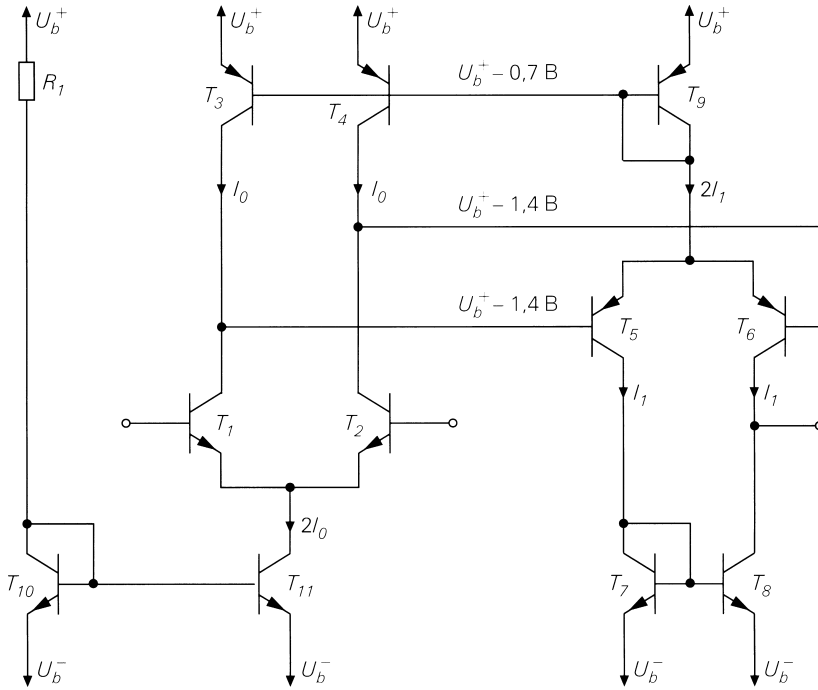 U_b^+ U_b^+ U_b^+ U_b^+
R_1
T_3
T_4
U_b^+ – 0,7 В
T_9
I_0
I_0
2I_1
U_b^+ – 1,4 В
U_b^+ – 1,4 В
T_5
T_6
T_1
T_2
I_1
I_1
2I_0
T_10
T_11
T_7
T_8
U_b^- U_b^- U_b^- U_b^-